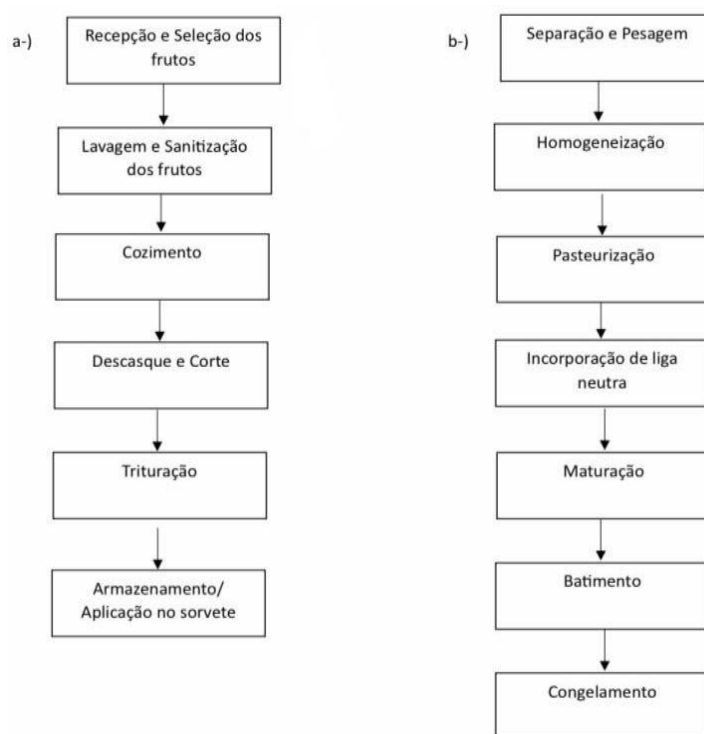 a-)
Recepção e Seleção dos
frutos
Lavagem e Sanitização
dos frutos
Cozimento
Descasque e Corte
Trituração
Armazenamento/
Aplicação no sorvete
b-)
Separação e Pesagem
Homogeneização
Pasteurização
Incorporação de liga
neutra
Maturação
Batimento
Congelamento